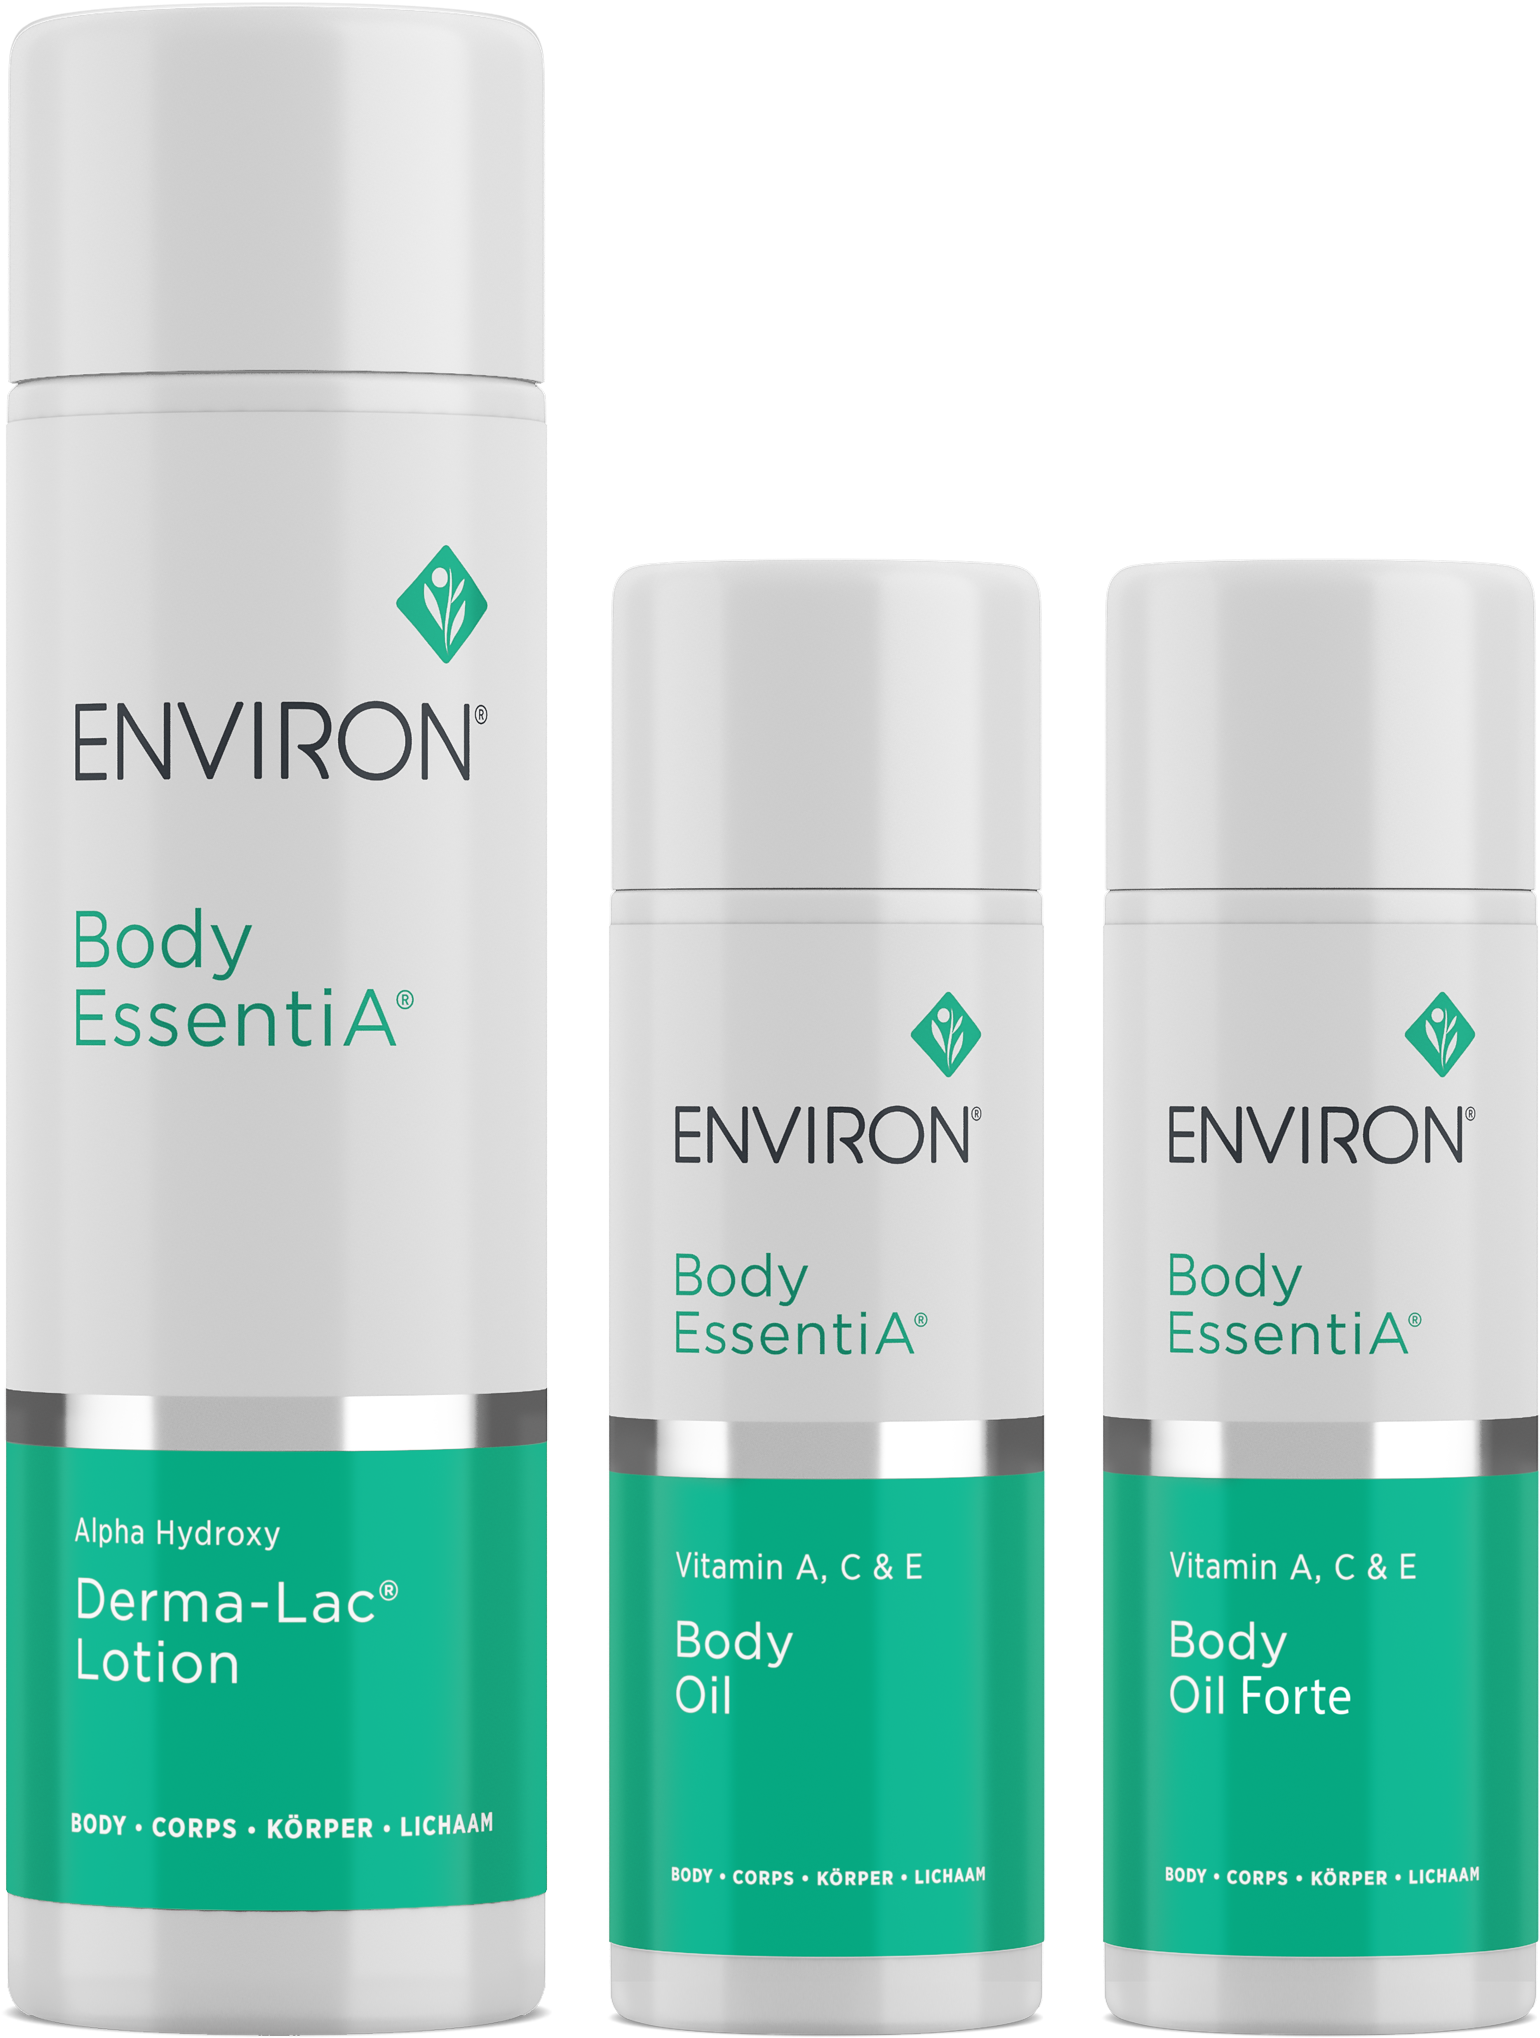 ENVIRON®
Body
EssentiA®
Alpha Hydroxy
Derma-Lac®
Lotion
BODY • CORPS • KÖRPER • LICHAAM
ENVIRON®
Body
EssentiA®
Vitamin A, C & E
Body
Oil
BODY • CORPS • KÖRPER • LICHAAM
ENVIRON®
Body
EssentiA®
Vitamin A, C & E
Body
Oil Forte
BODY • CORPS • KÖRPER • LICHAAM